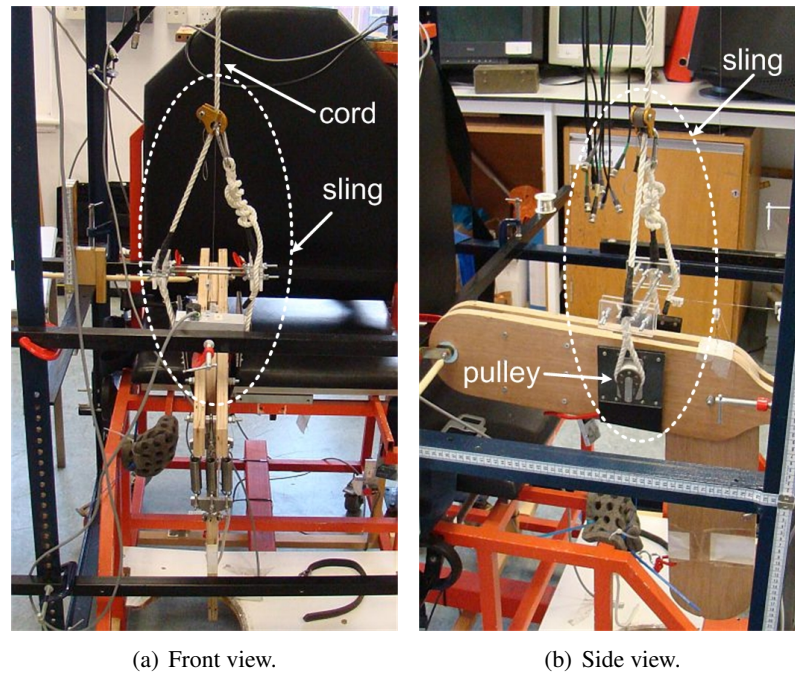 cord
sling
sling
pulley
(a) Front view.
(b) Side view.